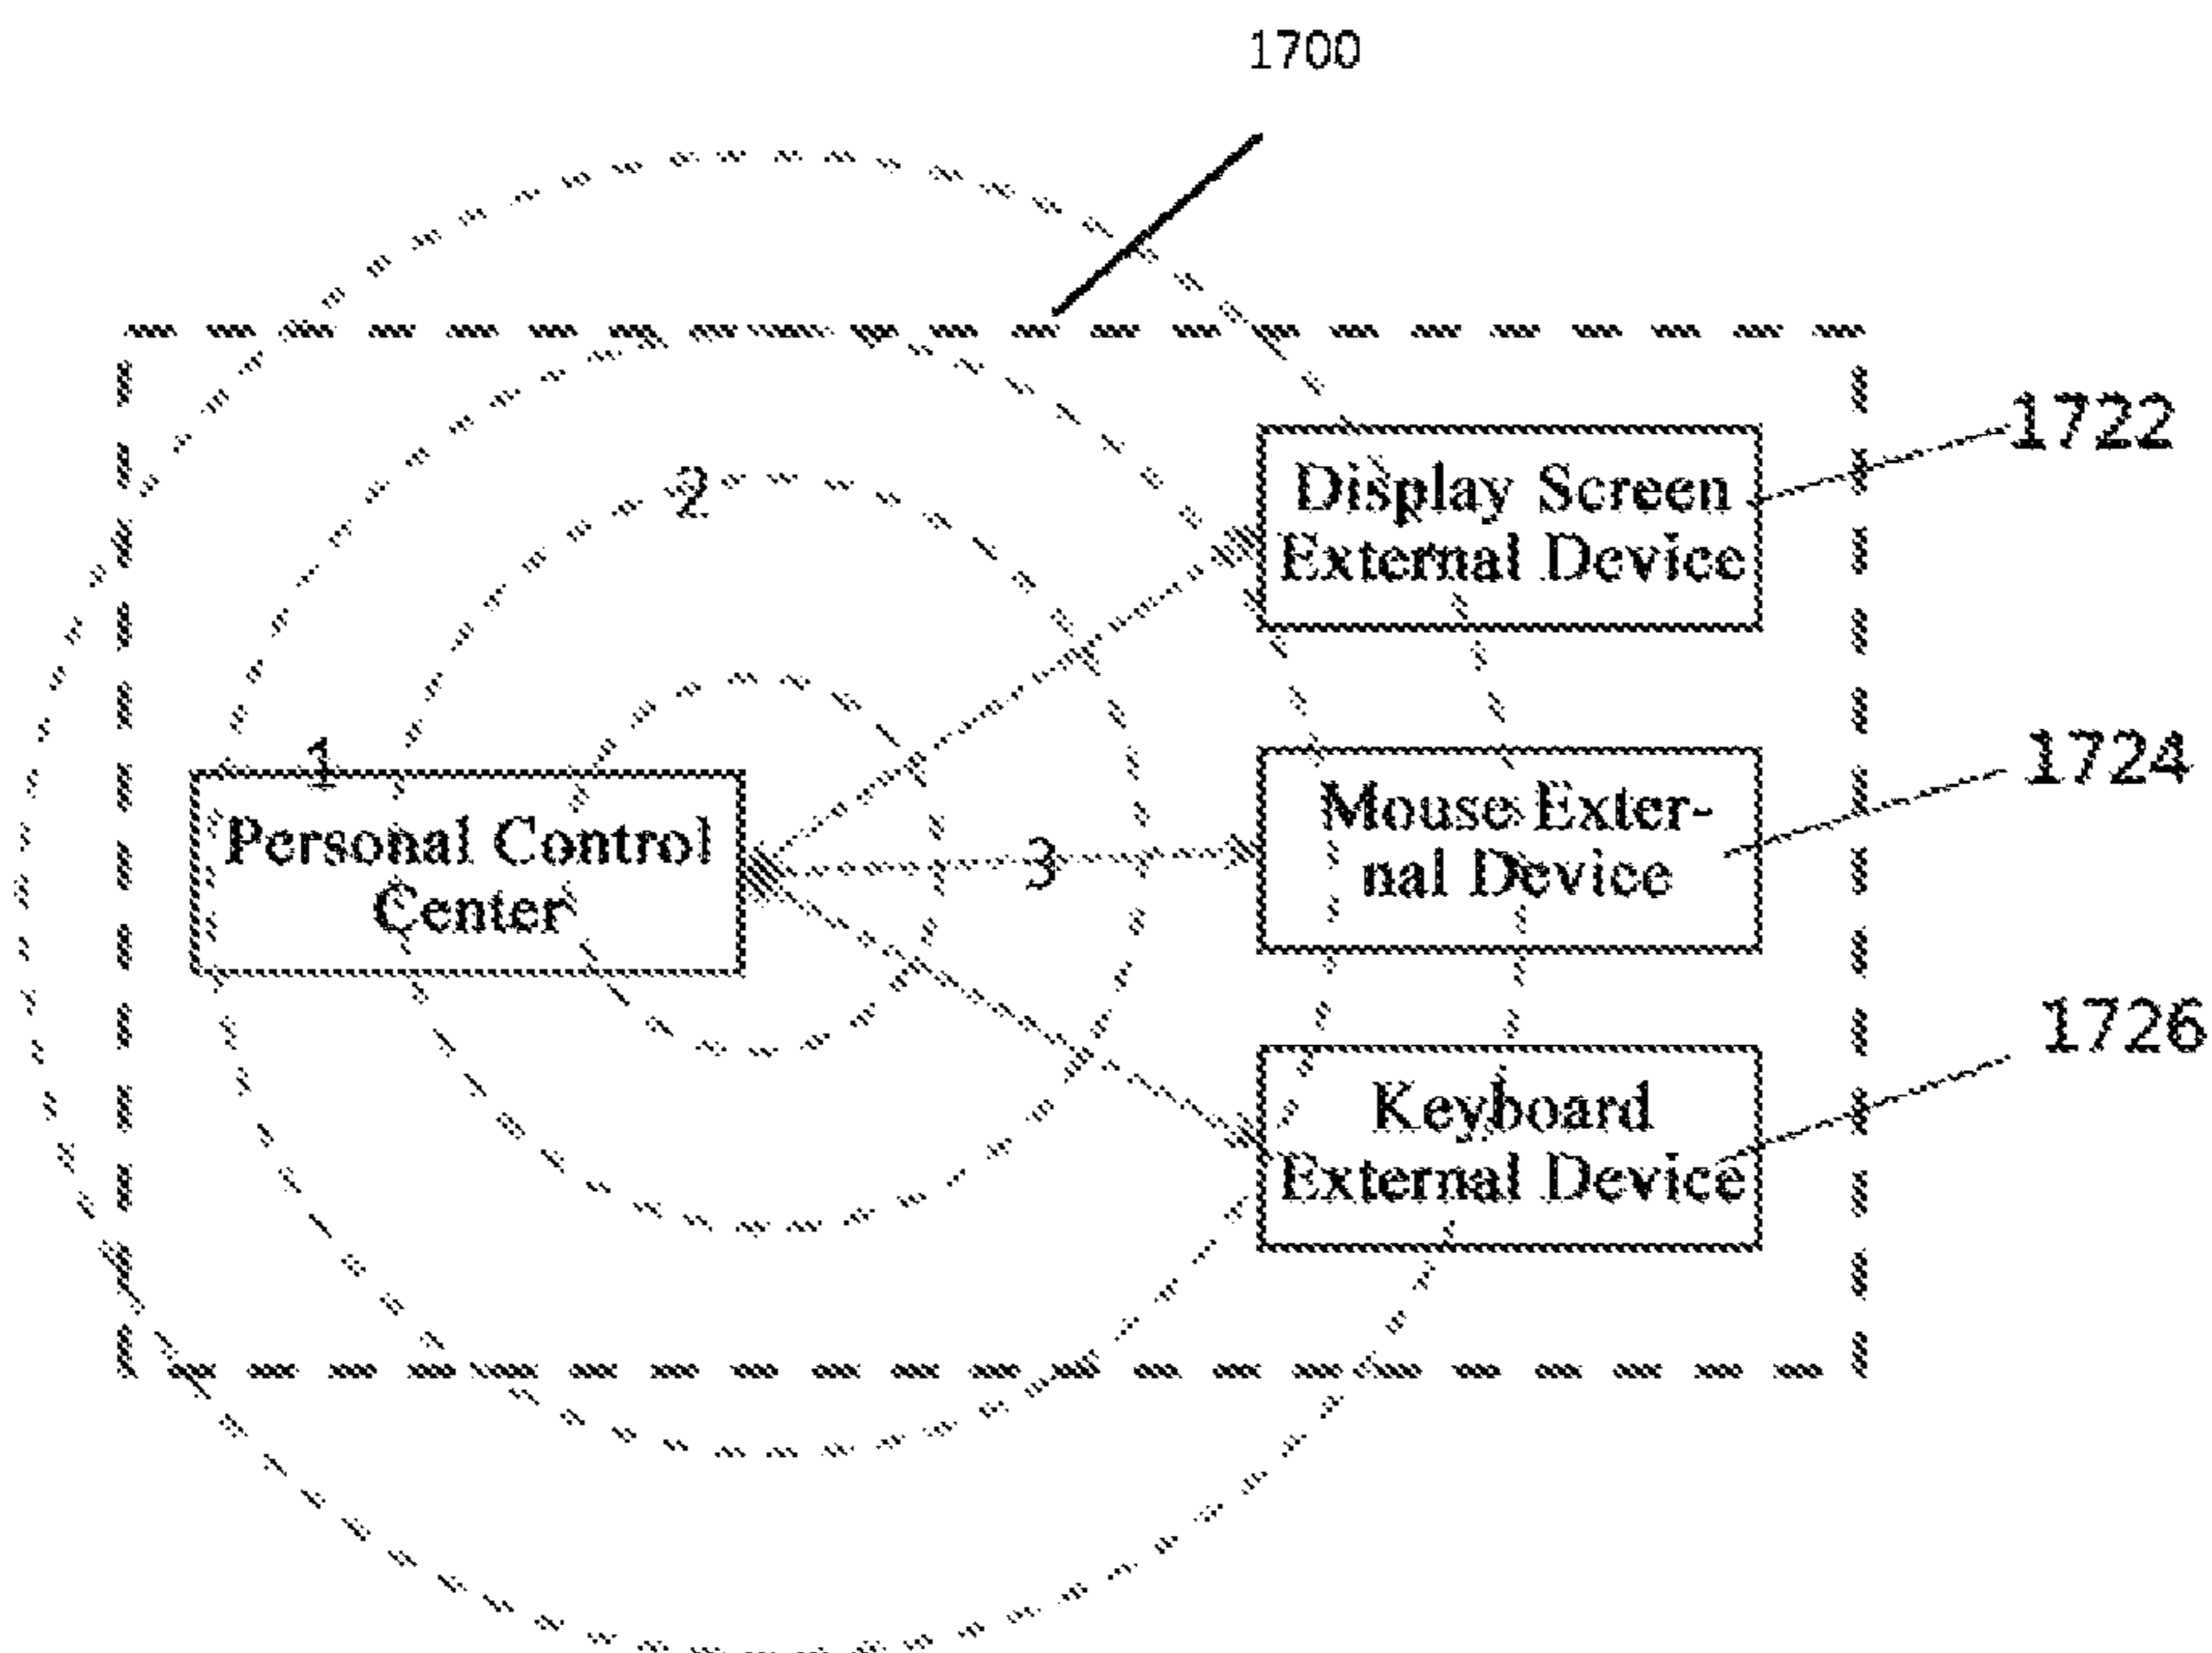 1700
1722
Display Screen
External Device
2
1724
1
Mouse Exter-
nal Device
Personal Control
Center
3
1726
Keyboard
External Device